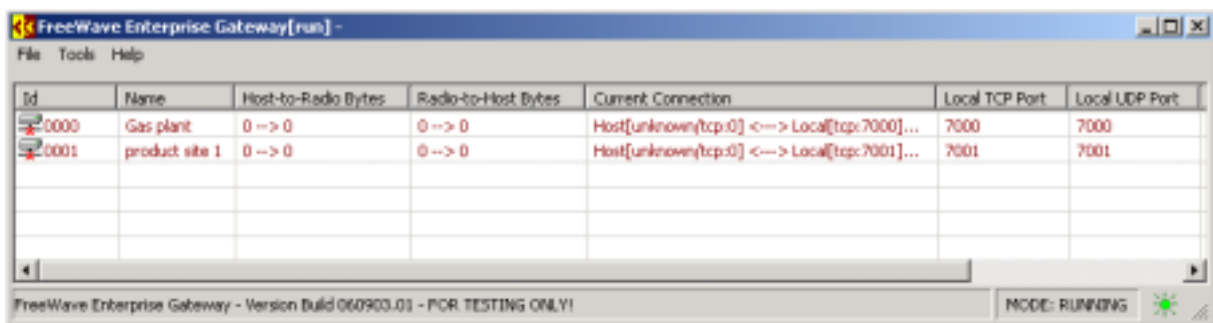 FreeWave Enterprise Gateway[run] -
File Tools Help
Id Name Host-to-Radio Bytes Radio-to-Host Bytes Current Connection Local TCP Port Local UDP Port
0000 Gas plant 0 --> 0 0 --> 0 Host[unknown/tcp:0] <---> Local[tcp:7000]... 7000 7000
0001 product site 1 0 --> 0 0 --> 0 Host[unknown/tcp:0] <---> Local[tcp:7001]... 7001 7001
FreeWave Enterprise Gateway - Version Build 060903.01 - FOR TESTING ONLY! MODE: RUNNING